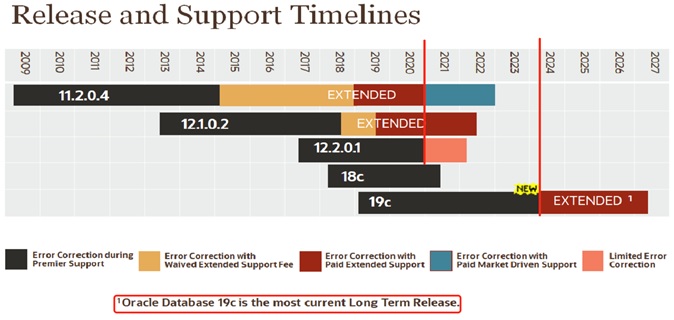 Release and Support Timelines
2009 2010 2011 2012 2013 2014 2015 2016 2017 2018 2019 2020 2021 2022 2023 2024 2025 2026 2027
11.2.0.4 EXTENDED
12.1.0.2 EXTENDED
12.2.0.1
18c
NEW
19c EXTENDED ¹
Error Correction during Premier Support
Error Correction with Waived Extended Support Fee
Error Correction with Paid Extended Support
Error Correction with Paid Market Driven Support
Limited Error Correction
¹Oracle Database 19c is the most current Long Term Release.